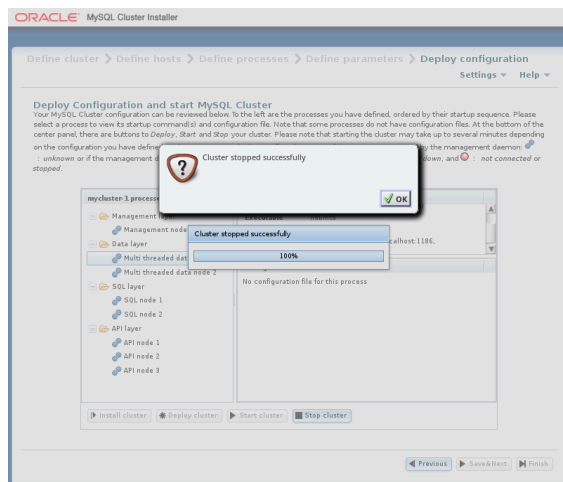 ORACLE® MySQL Cluster Installer
Define cluster Define hosts Define processes Define parameters Deploy configuration
Settings Help
Deploy Configuration and start MySQL Cluster
Your MySQL Cluster configuration can be reviewed below. To the left are the processes you have defined, ordered by their startup sequence. Please
select a process to view its startup command(s) and configuration file. Note that some processes do not have configuration files. At the bottom of the
center panel, there are buttons to Deploy, Start and Stop your cluster. Please note that starting the cluster may take up to several minutes depending
on the configuration you have define by the management daemon:
: unknown or if the management d down, and : not connected or
stopped.
Cluster stopped successfully
OK
mycluster-1 process
Management layer
Management node
Data layer
Multi threaded dat
Multi threaded data node 2
SQL layer
SQL node 1
SQL node 2
API layer
API node 1
API node 2
API node 3
Executable
calhost:1186,
Cluster stopped successfully
100%
No configuration file for this process
Install cluster Deploy cluster Start cluster Stop cluster
Previous Save&Next Finish